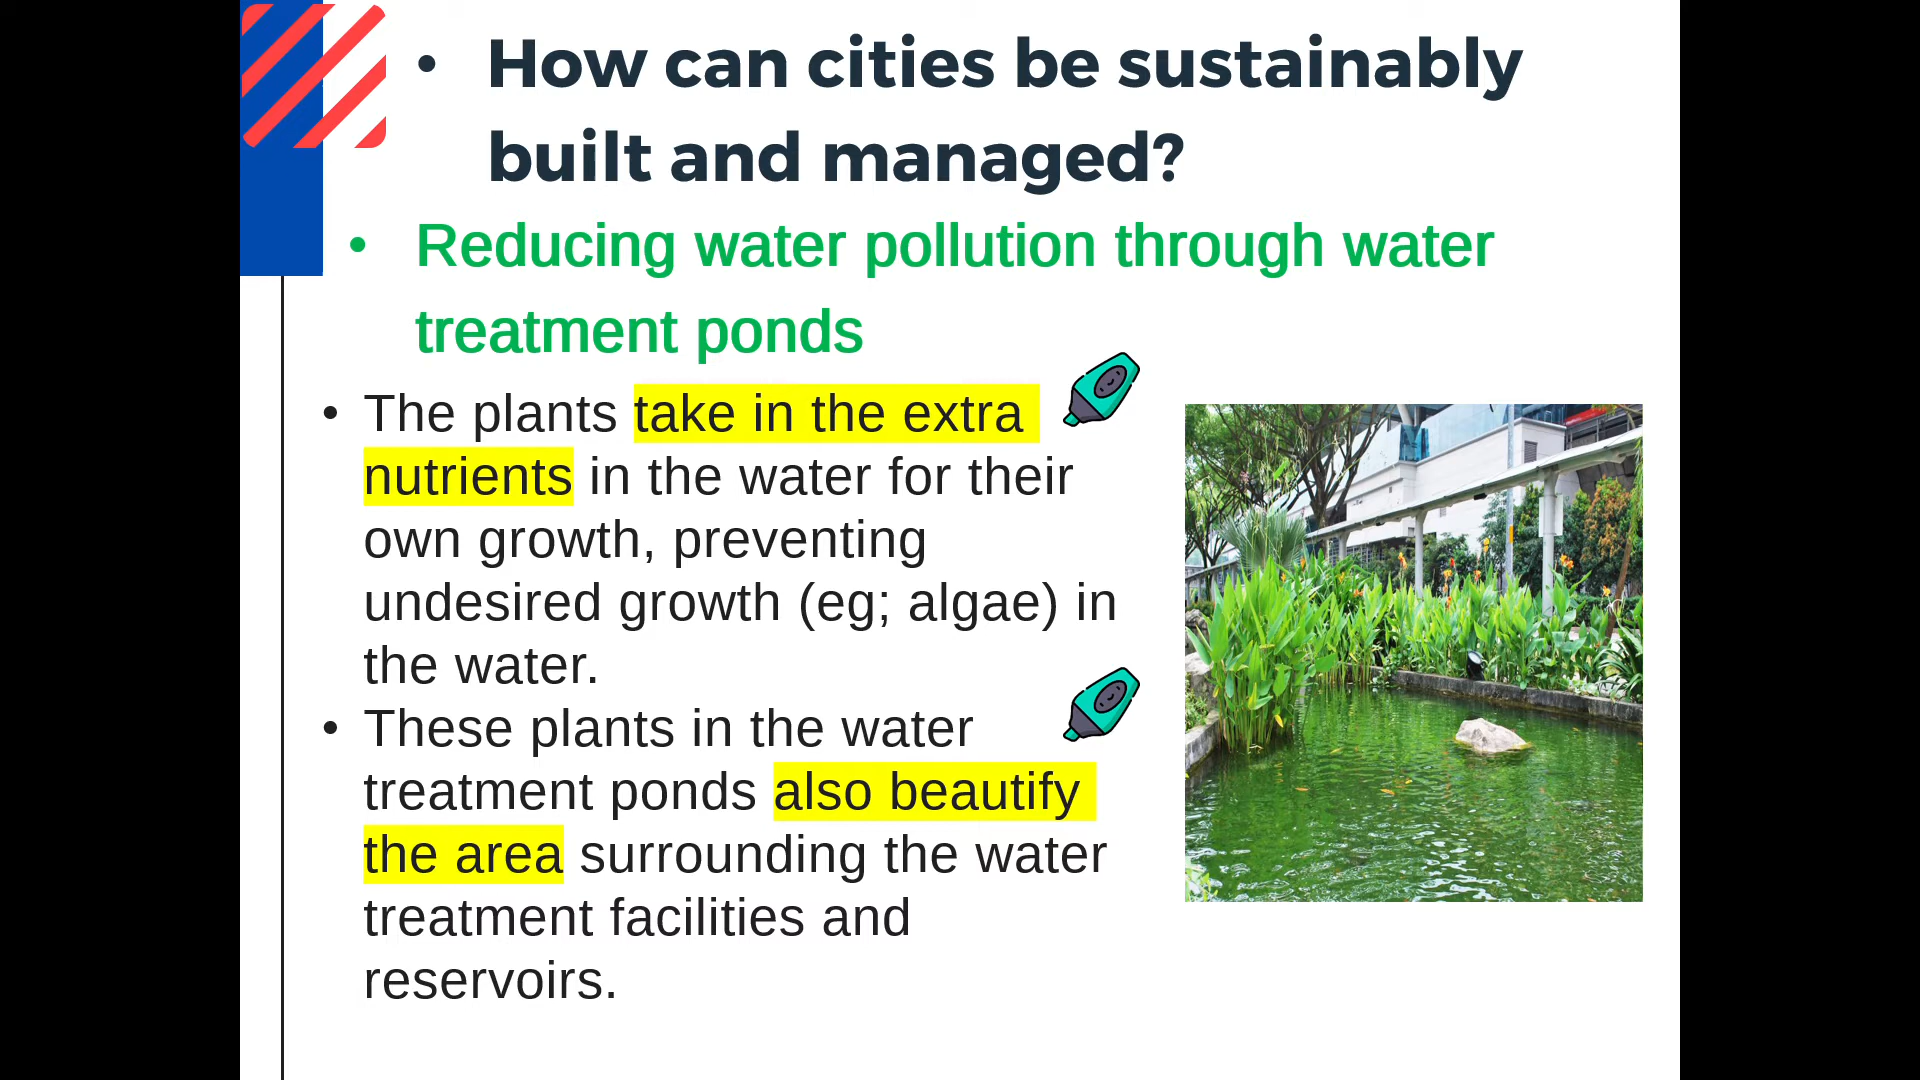 • How can cities be sustainably
built and managed?
• Reducing water pollution through water
treatment ponds
• The plants take in the extra
nutrients in the water for their
own growth, preventing
undesired growth (eg; algae) in
the water.
• These plants in the water
treatment ponds also beautify
the area surrounding the water
treatment facilities and
reservoirs.